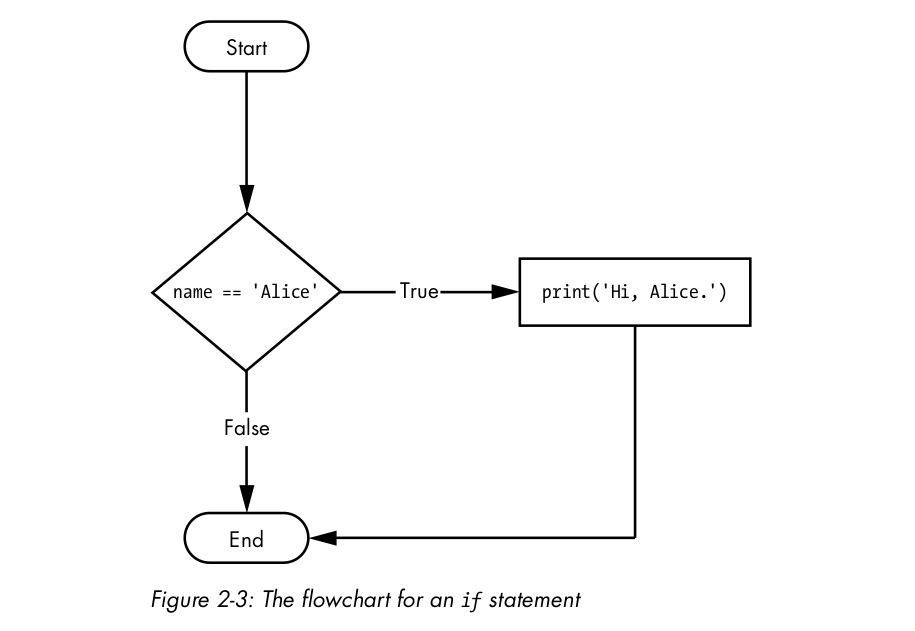 Start
name == 'Alice'
True
print('Hi, Alice.')
False
End
Figure 2-3: The flowchart for an if statement